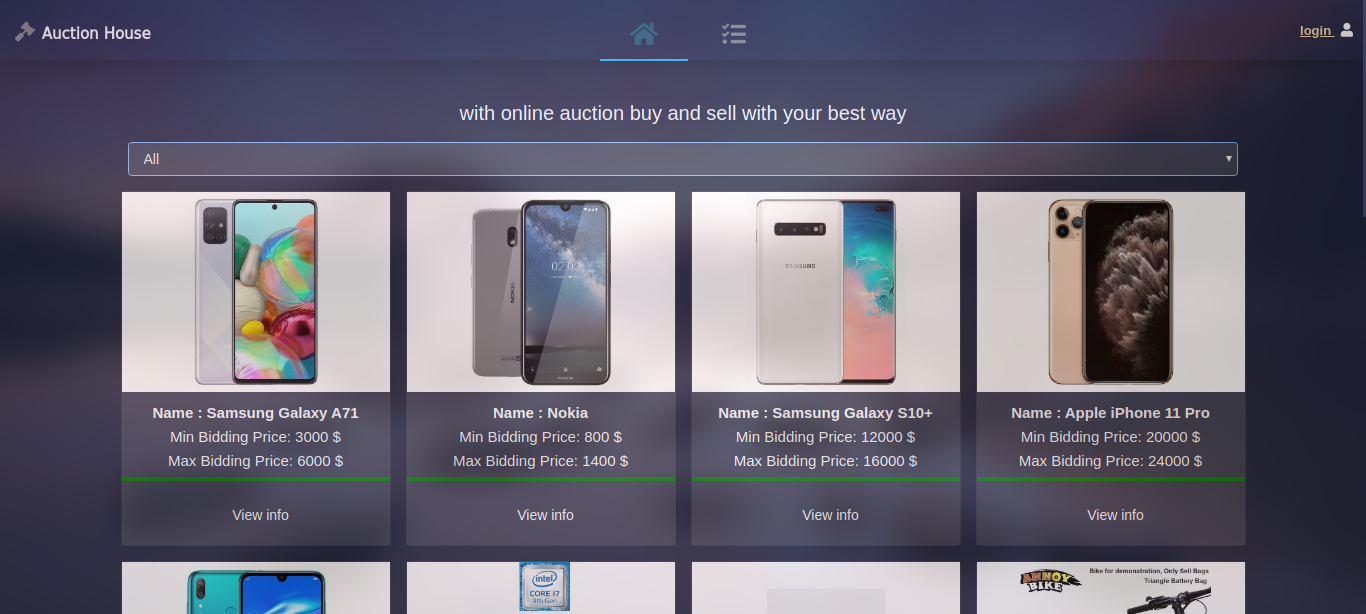 Auction House
login
with online auction buy and sell with your best way
All
02:00
NOKIA
SAMSUNG
Name : Samsung Galaxy A71
Min Bidding Price: 3000 $
Max Bidding Price: 6000 $
View info
Name : Nokia
Min Bidding Price: 800 $
Max Bidding Price: 1400 $
View info
Name : Samsung Galaxy S10+
Min Bidding Price: 12000 $
Max Bidding Price: 16000 $
View info
Name : Apple iPhone 11 Pro
Min Bidding Price: 20000 $
Max Bidding Price: 24000 $
View info
intel
CORE i7
ANNOY
BIKE
Bike for demonstration, Only Sell Bags
Triangle Battery Bag